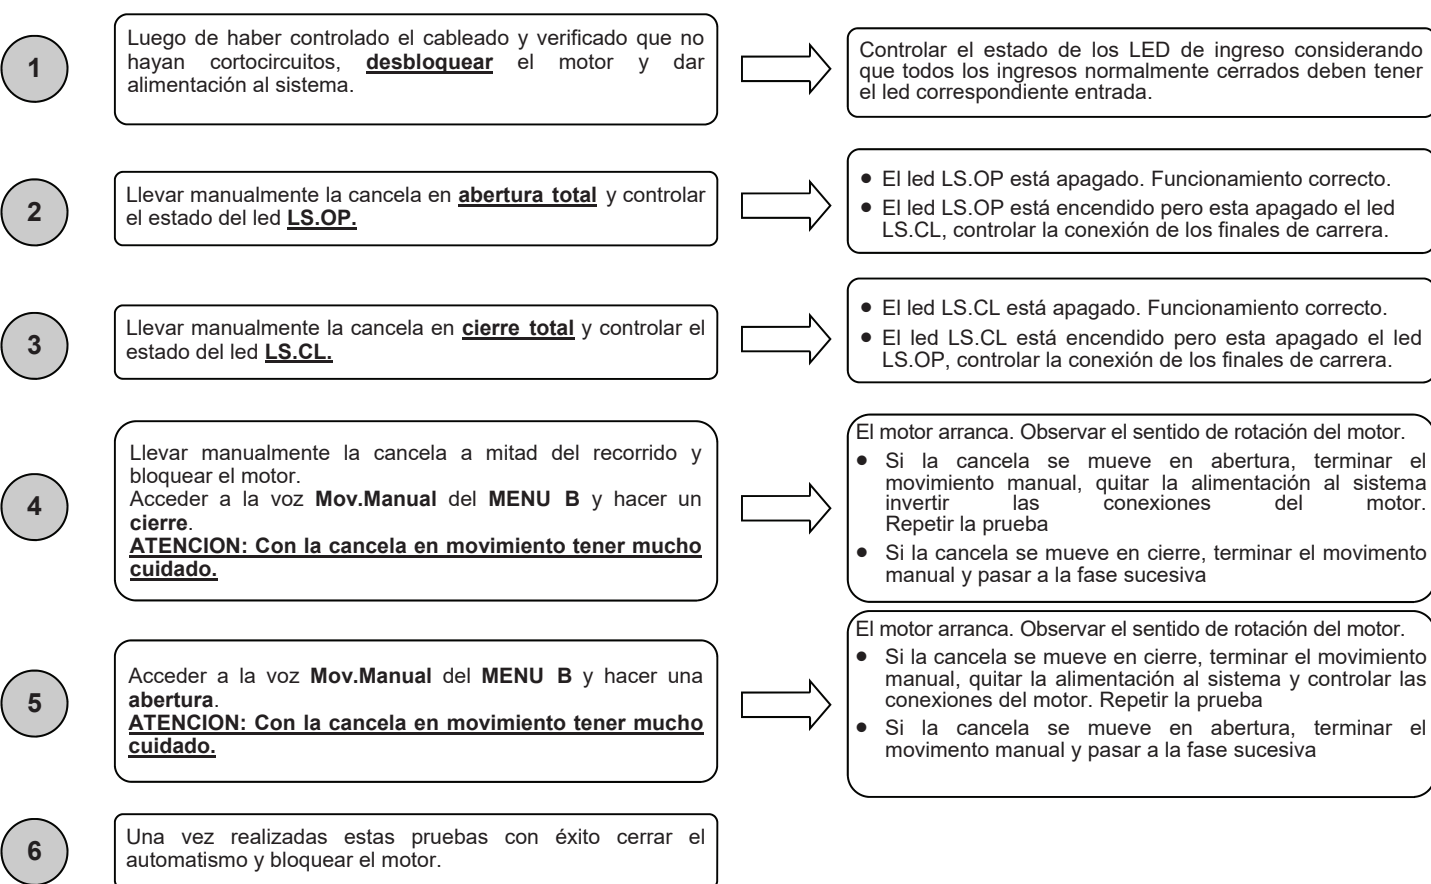 1
Luego de haber controlado el cableado y verificado que no
hayan cortocircuitos, desbloquear el motor y dar
alimentación al sistema.
Controlar el estado de los LED de ingreso considerando
que todos los ingresos normalmente cerrados deben tener
el led correspondiente entrada.
2
Llevar manualmente la cancela en abertura total y controlar
el estado del led LS.OP.
• El led LS.OP está apagado. Funcionamiento correcto.
• El led LS.OP está encendido pero esta apagado el led
LS.CL, controlar la conexión de los finales de carrera.
3
Llevar manualmente la cancela en cierre total y controlar el
estado del led LS.CL.
• El led LS.CL está apagado. Funcionamiento correcto.
• El led LS.CL está encendido pero esta apagado el led
LS.OP, controlar la conexión de los finales de carrera.
4
Llevar manualmente la cancela a mitad del recorrido y
bloquear el motor.
Acceder a la voz Mov.Manual del MENU B y hacer un
cierre.
ATENCION: Con la cancela en movimiento tener mucho
cuidado.
El motor arranca. Observar el sentido de rotación del motor.
• Si la cancela se mueve en abertura, terminar el
movimiento manual, quitar la alimentación al sistema
invertir las conexiones del motor.
Repetir la prueba
• Si la cancela se mueve en cierre, terminar el movimento
manual y pasar a la fase sucesiva
5
Acceder a la voz Mov.Manual del MENU B y hacer una
abertura.
ATENCION: Con la cancela en movimiento tener mucho
cuidado.
El motor arranca. Observar el sentido de rotación del motor.
• Si la cancela se mueve en cierre, terminar el movimiento
manual, quitar la alimentación al sistema y controlar las
conexiones del motor. Repetir la prueba
• Si la cancela se mueve en abertura, terminar el
movimento manual y pasar a la fase sucesiva
6
Una vez realizadas estas pruebas con éxito cerrar el
automatismo y bloquear el motor.